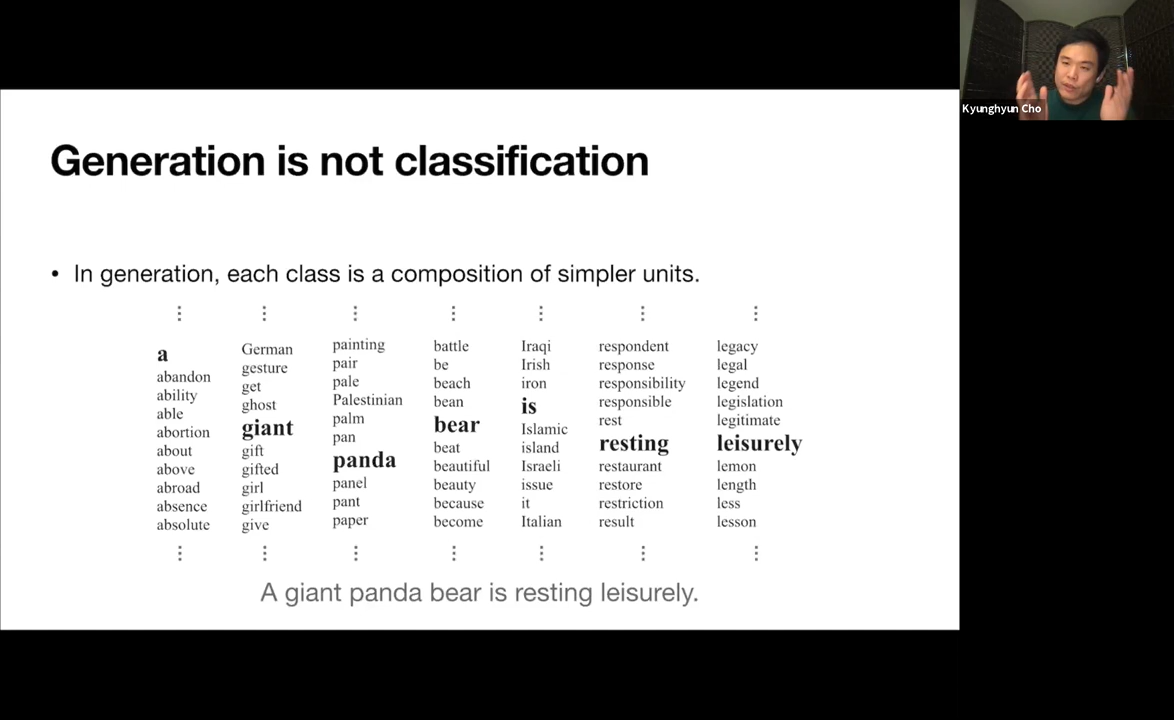 Kyunghyun Cho
Generation is not classification
• In generation, each class is a composition of simpler units.
a
abandon
ability
able
abortion
about
above
abroad
absence
absolute
German
gesture
get
ghost
giant
gift
gifted
girl
girlfriend
give
painting
pair
pale
Palestinian
palm
pan
panda
panel
pant
paper
battle
be
beach
bean
bear
beat
beautiful
beauty
because
become
Iraqi
Irish
iron
is
Islamic
island
Israeli
issue
it
Italian
respondent
response
responsibility
responsible
rest
resting
restaurant
restore
restriction
result
legacy
legal
legend
legislation
legitimate
leisurely
lemon
length
less
lesson
A giant panda bear is resting leisurely.